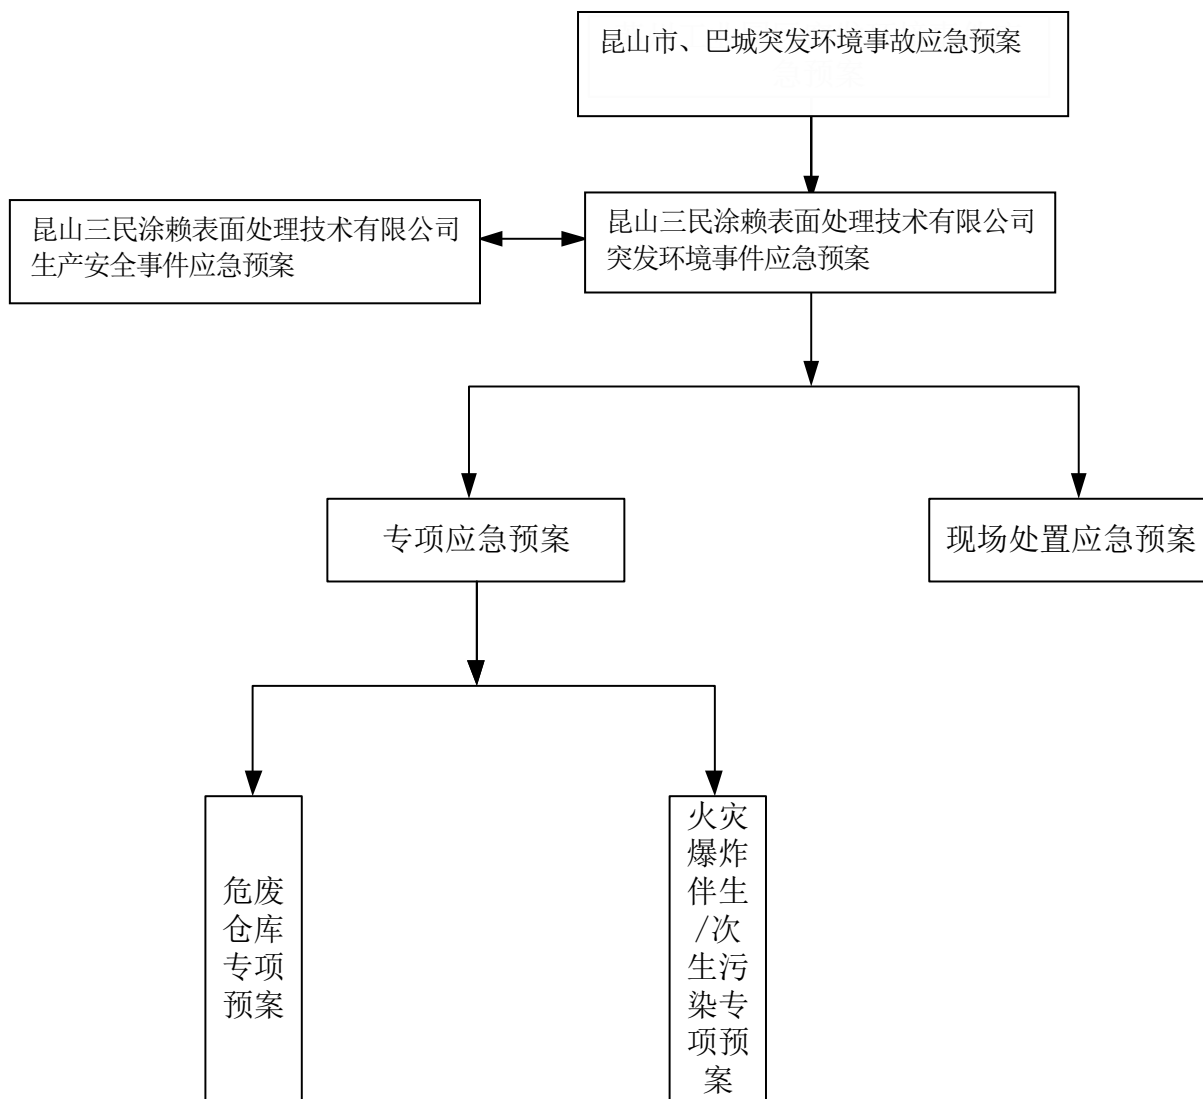 昆山市、巴城突发环境事故应急预案
昆山三民涂赖表面处理技术有限公司
生产安全事件应急预案
昆山三民涂赖表面处理技术有限公司
突发环境事件应急预案
专项应急预案
现场处置应急预案
危废
仓库
专项
预案
火灾
爆炸
伴生
/次
生污
染专
项预
案